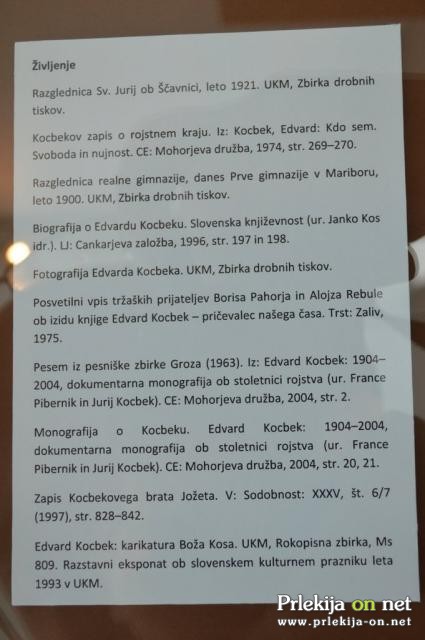 Življenje
Razglednica Sv. Jurij ob Ščavnici, leto 1921. UKM, Zbirka drobnih
tiskov.
Kocbekov zapis o rojstnem kraju. Iz: Kocbek, Edvard: Kdo sem.
Svoboda in nujnost. CE: Mohorjeva družba, 1974, str. 269–270.
Razglednica realne gimnazije, danes Prve gimnazije v Mariboru,
leto 1900. UKM, Zbirka drobnih tiskov.
Biografija o Edvardu Kocbeku. Slovenska književnost (ur. Janko Kos
idr.). LJ: Cankarjeva založba, 1996, str. 197 in 198.
Fotografija Edvarda Kocbeka. UKM, Zbirka drobnih tiskov.
Posvetilni vpis tržaških prijateljev Borisa Pahorja in Alojza Rebule
ob izidu knjige Edvard Kocbek – pričevalec našega časa. Trst: Zaliv,
1975.
Pesem iz pesniške zbirke Groza (1963). Iz: Edvard Kocbek: 1904–
2004, dokumentarna monografija ob stoletnici rojstva (ur. France
Pibernik in Jurij Kocbek). CE: Mohorjeva družba, 2004, str. 2.
Monografija o Kocbeku. Edvard Kocbek: 1904–2004,
dokumentarna monografija ob stoletnici rojstva (ur. France
Pibernik in Jurij Kocbek). CE: Mohorjeva družba, 2004, str. 20, 21.
Zapis Kocbekovega brata Jožeta. V: Sodobnost: XXXV, št. 6/7
(1997), str. 828–842.
Edvard Kocbek: karikatura Boža Kosa. UKM, Rokopisna zbirka, Ms
809. Razstavni eksponat ob slovenskem kulturnem prazniku leta
1993 v UKM.
Prlekija on net
www.prlekija-on.net